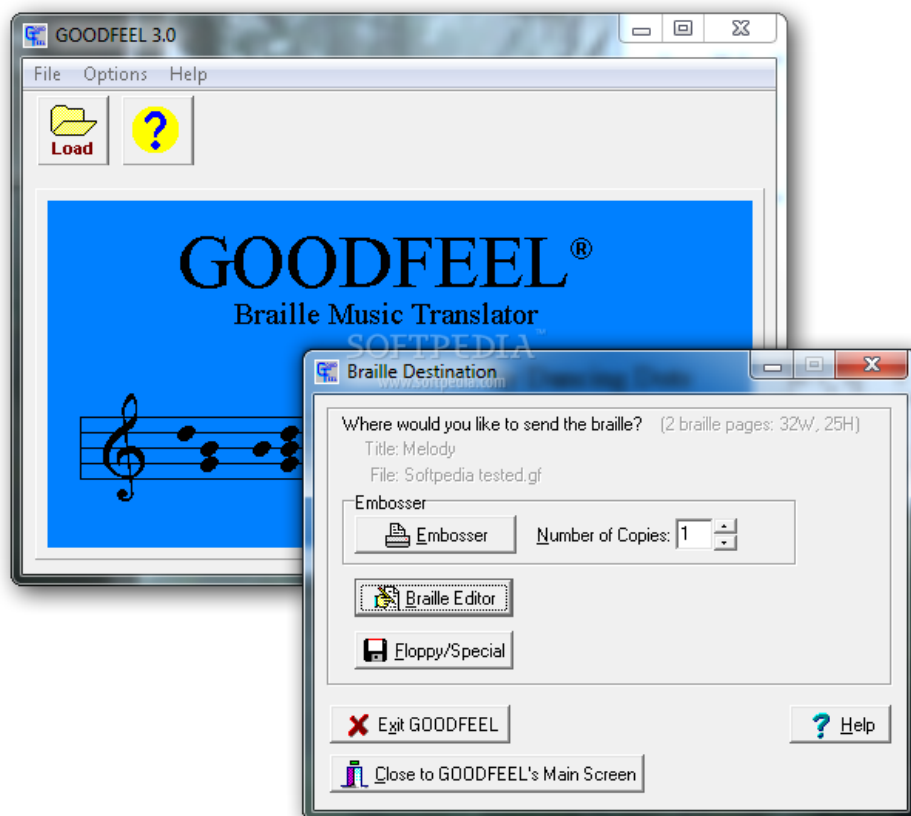 GOODFEEL 3.0
File Options Help
Load
GOODFEEL®
Braille Music Translator
SOFTPEDIA™
www.softpedia.com
Braille Destination
Where would you like to send the braille? (2 braille pages: 32W, 25H)
Title: Melody
File: Softpedia tested.gf
Embosser
Embosser
Number of Copies: 1
Braille Editor
Floppy/Special
Exit GOODFEEL
Help
Close to GOODFEEL's Main Screen